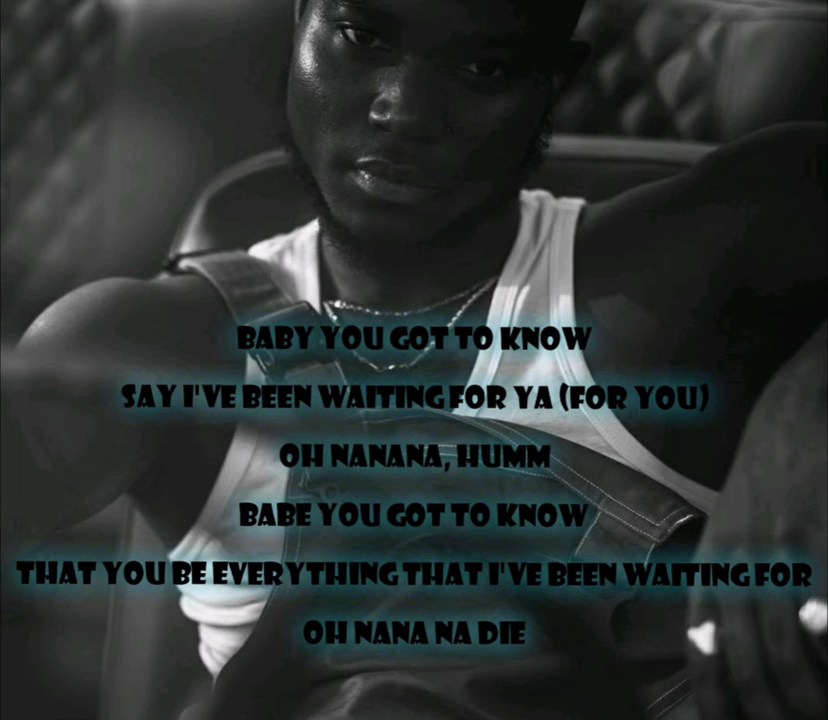 BABY YOU GOT TO KNOW
SAY I'VE BEEN WAITING FOR YA (FOR YOU)
OH NANANA, HUMM
BABE YOU GOT TO KNOW
THAT YOU BE EVERYTHING THAT I'VE BEEN WAITING FOR
OH NANA NA DIE